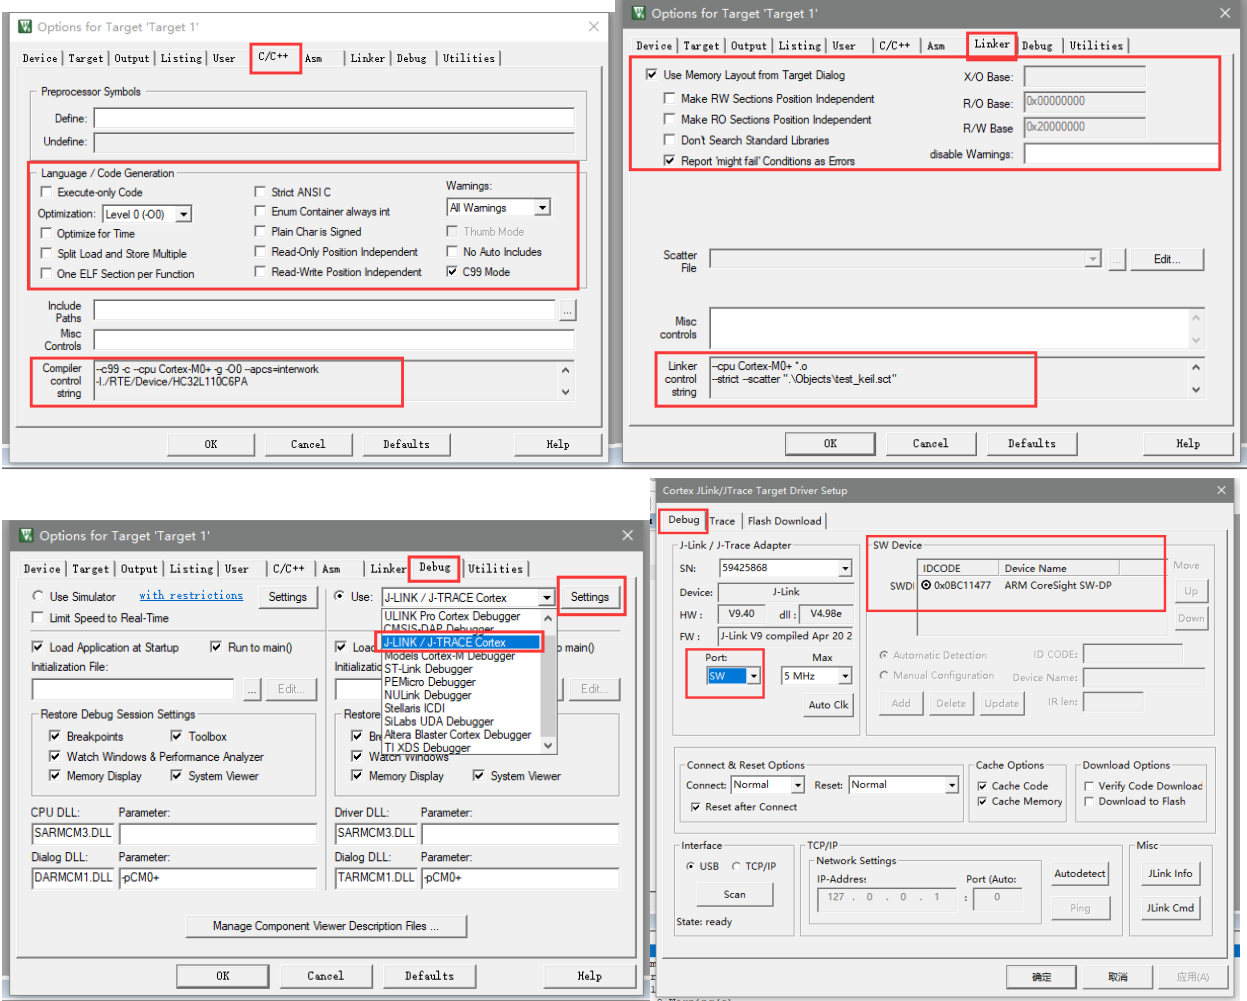 Options for Target 'Target 1'
Device Target Output Listing User C/C++ Asm Linker Debug Utilities
Preprocessor Symbols
Define:
Undefine:
Language / Code Generation
Execute-only Code
Strict ANSI C
Warnings:
Optimization: Level 0 (-O0)
Enum Container always int
All Warnings
Optimize for Time
Plain Char is Signed
Thumb Mode
Split Load and Store Multiple
Read-Only Position Independent
No Auto Includes
One ELF Section per Function
Read-Write Position Independent
C99 Mode
Include
Paths
...
Misc
Controls
Compiler
control
string
--c99 -c --cpu Cortex-M0+ -g -O0 --apcs=interwork
-I./RTE/Device/HC32L110C6PA
OK Cancel Defaults Help
Options for Target 'Target 1'
Device Target Output Listing User C/C++ Asm Linker Debug Utilities
Use Memory Layout from Target Dialog
X/O Base:
Make RW Sections Position Independent
R/O Base: 0x00000000
Make RO Sections Position Independent
R/W Base 0x20000000
Don't Search Standard Libraries
disable Warnings:
Report 'might fail' Conditions as Errors
Scatter
File
... Edit...
Misc
controls
Linker
control
string
--cpu Cortex-M0+ *.o
--strict --scatter ".\Objects\test_keil.sct"
OK Cancel Defaults Help
Options for Target 'Target 1'
Device Target Output Listing User C/C++ Asm Linker Debug Utilities
Use Simulator with restrictions Settings
Use: J-LINK / J-TRACE Cortex Settings
Limit Speed to Real-Time
ULINK Pro Cortex Debugger
CMSIS-DAP Debugger
J-LINK / J-TRACE Cortex
Models Cortex-M Debugger
ST-Link Debugger
PEMicro Debugger
NULink Debugger
Stellaris ICDI
SiLabs UDA Debugger
Altera Blaster Cortex Debugger
TI XDS Debugger
Load Application at Startup Run to main()
Initialization File:
... Edit...
Edit...
Restore Debug Session Settings
Restore
Breakpoints Toolbox
Watch Windows & Performance Analyzer
Watch Windows
Memory Display System Viewer
Memory Display System Viewer
CPU DLL: Parameter:
Driver DLL: Parameter:
SARMCM3.DLL
SARMCM3.DLL
Dialog DLL: Parameter:
Dialog DLL: Parameter:
DARMCM1.DLL -pCM0+
TARMCM1.DLL -pCM0+
Manage Component Viewer Description Files ...
OK Cancel Defaults Help
Cortex JLink/JTrace Target Driver Setup
Debug Trace Flash Download
J-Link / J-Trace Adapter
SN: 59425868
Device: J-Link
HW : V9.40 dll : V4.98e
FW : J-Link V9 compiled Apr 20 2
Port: Max
SW 5 MHz
Auto Clk
SW Device
IDCODE Device Name
SWDI 0x0BC11477 ARM CoreSight SW-DP
Move
Up
Down
Automatic Detection ID CODE:
Manual Configuration Device Name:
Add Delete Update IR len:
Connect & Reset Options
Connect: Normal Reset: Normal
Reset after Connect
Cache Options
Cache Code
Cache Memory
Download Options
Verify Code Download
Download to Flash
Interface
USB TCP/IP
Scan
State: ready
TCP/IP
Network Settings
IP-Address: Port (Auto:
127 . 0 . 0 . 1 : 0
Autodetect
Ping
Misc
JLink Info
JLink Cmd
确定 取消 应用(A)